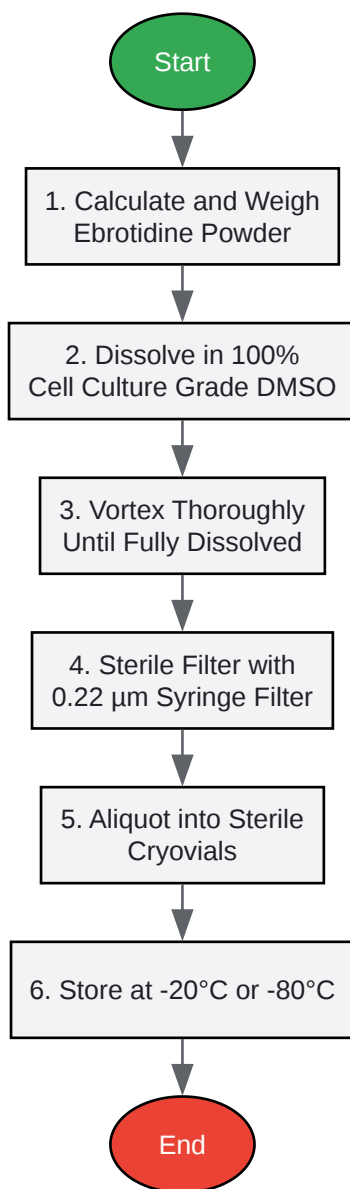 Start
1. Calculate and Weigh
Ebrotidine Powder
2. Dissolve in 100%
Cell Culture Grade DMSO
3. Vortex Thoroughly
Until Fully Dissolved
4. Sterile Filter with
0.22 µm Syringe Filter
5. Aliquot into Sterile
Cryovials
6. Store at -20°C or -80°C
End